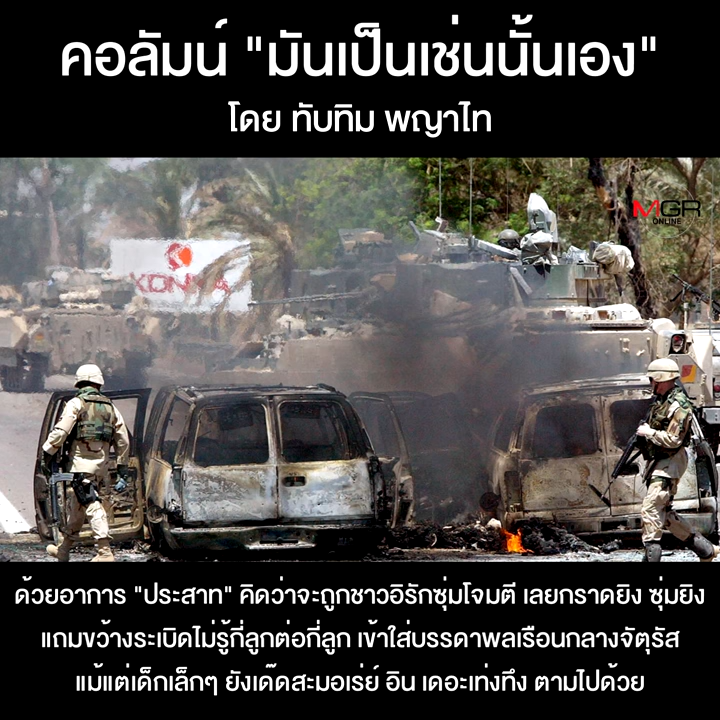 คอลัมน์ "มันเป็นเช่นนั้นเอง"
โดย ทับทิม พญาไท
MGR
ONLINE
KONKA
ด้วยอาการ "ประสาท" คิดว่าจะถูกชาวอิรักซุ่มโจมตี เลยกราดยิง ซุ่มยิง
แถมขว้างระเบิดไม่รู้กี่ลูกต่อกี่ลูก เข้าใส่บรรดาพลเรือนกลางจัตุรัส
แม้แต่เด็กเล็กๆ ยังเด๊ดสะมอเร่ย์ อิน เดอะเท่งทึง ตามไปด้วย